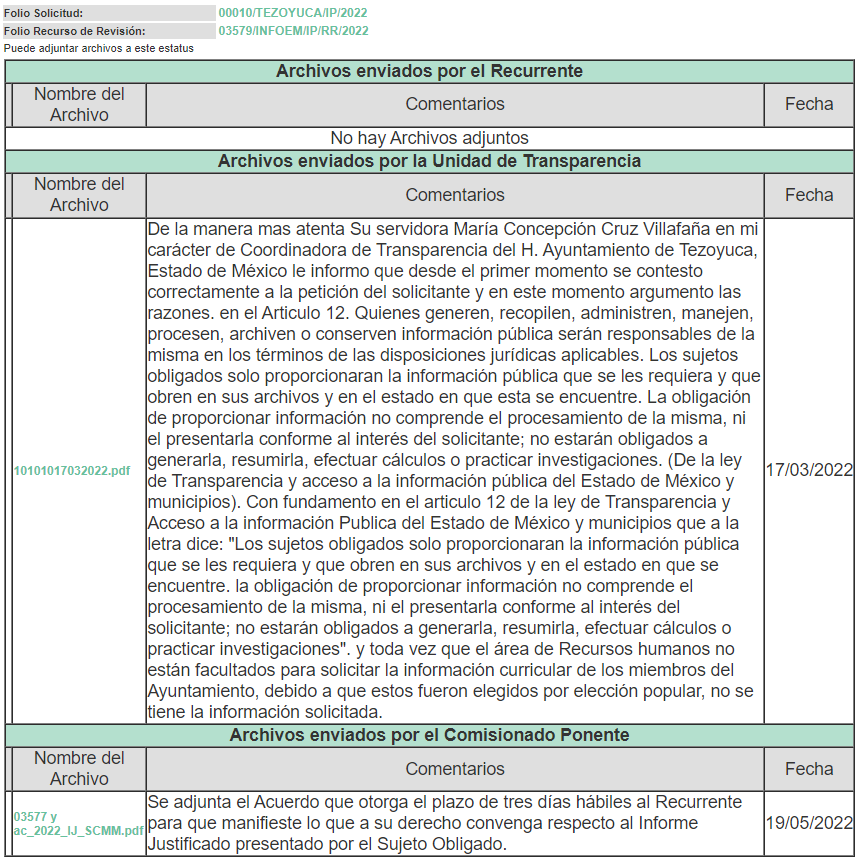 Folio Solicitud: 00010/TEZOYUCA/IP/2022
Folio Recurso de Revisión: 03579/INFOEM/IP/RR/2022
Puede adjuntar archivos a este estatus
Archivos enviados por el Recurrente
Nombre del Archivo Comentarios Fecha
No hay Archivos adjuntos
Archivos enviados por la Unidad de Transparencia
Nombre del Archivo Comentarios Fecha
De la manera mas atenta Su servidora María Concepción Cruz Villafaña en mi
carácter de Coordinadora de Transparencia del H. Ayuntamiento de Tezoyuca,
Estado de México le informo que desde el primer momento se contesto
correctamente a la petición del solicitante y en este momento argumento las
razones. en el Articulo 12. Quienes generen, recopilen, administren, manejen,
procesen, archiven o conserven información pública serán responsables de la
misma en los términos de las disposiciones jurídicas aplicables. Los sujetos
obligados solo proporcionaran la información pública que se les requiera y que
obren en sus archivos y en el estado en que esta se encuentre. La obligación
de proporcionar información no comprende el procesamiento de la misma, ni
el presentarla conforme al interés del solicitante; no estarán obligados a
generarla, resumirla, efectuar cálculos o practicar investigaciones. (De la ley
10101017032022.pdf de Transparencia y acceso a la información pública del Estado de México y 17/03/2022
municipios). Con fundamento en el articulo 12 de la ley de Transparencia y
Acceso a la información Publica del Estado de México y municipios que a la
letra dice: "Los sujetos obligados solo proporcionaran la información pública
que se les requiera y que obren en sus archivos y en el estado en que se
encuentre. la obligación de proporcionar información no comprende el
procesamiento de la misma, ni el presentarla conforme al interés del
solicitante; no estarán obligados a generarla, resumirla, efectuar cálculos o
practicar investigaciones". y toda vez que el área de Recursos humanos no
están facultados para solicitar la información curricular de los miembros del
Ayuntamiento, debido a que estos fueron elegidos por elección popular, no se
tiene la información solicitada.
Archivos enviados por el Comisionado Ponente
Nombre del Archivo Comentarios Fecha
Se adjunta el Acuerdo que otorga el plazo de tres días hábiles al Recurrente
03577 y ac_2022_IJ_SCMM.pdf para que manifieste lo que a su derecho convenga respecto al Informe 19/05/2022
Justificado presentado por el Sujeto Obligado.